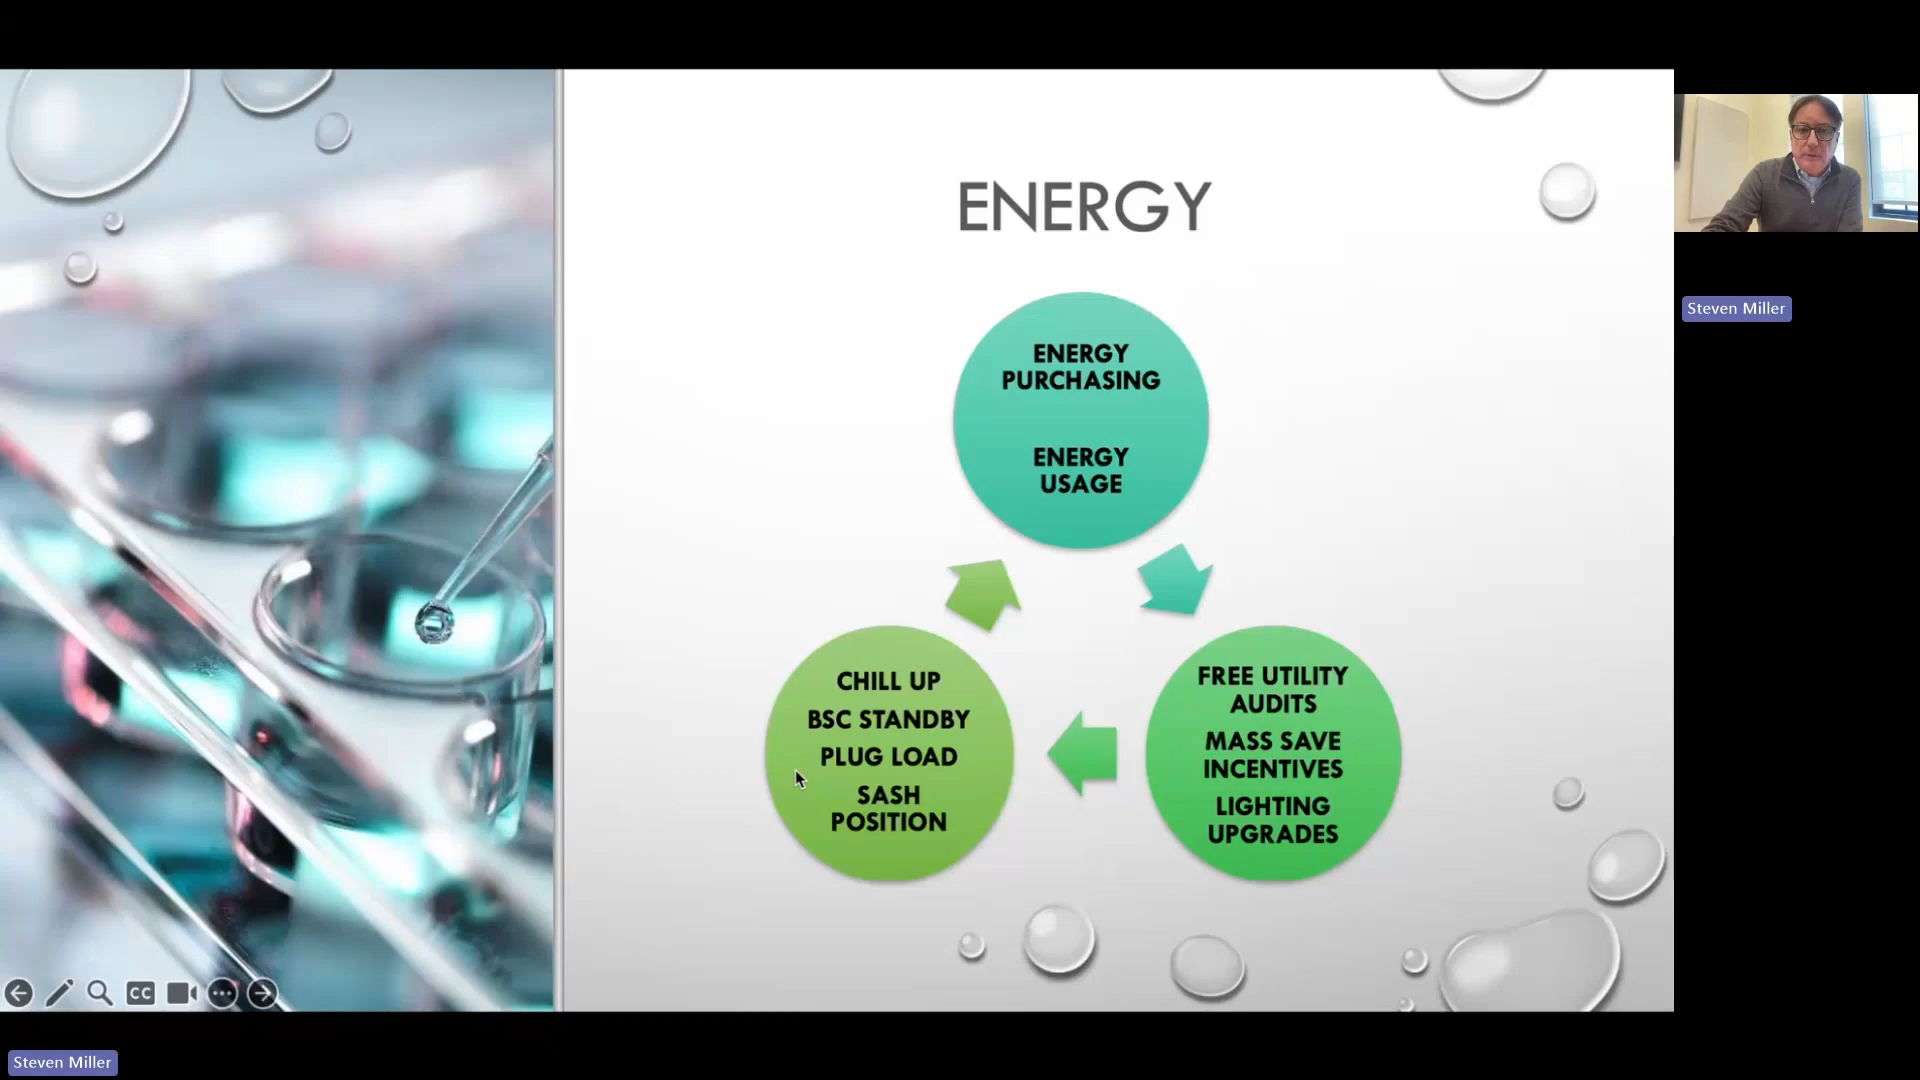 ENERGY
ENERGY
PURCHASING
ENERGY
USAGE
FREE UTILITY
AUDITS
MASS SAVE
INCENTIVES
LIGHTING
UPGRADES
CHILL UP
BSC STANDBY
PLUG LOAD
SASH
POSITION
CC
Steven Miller
Steven Miller